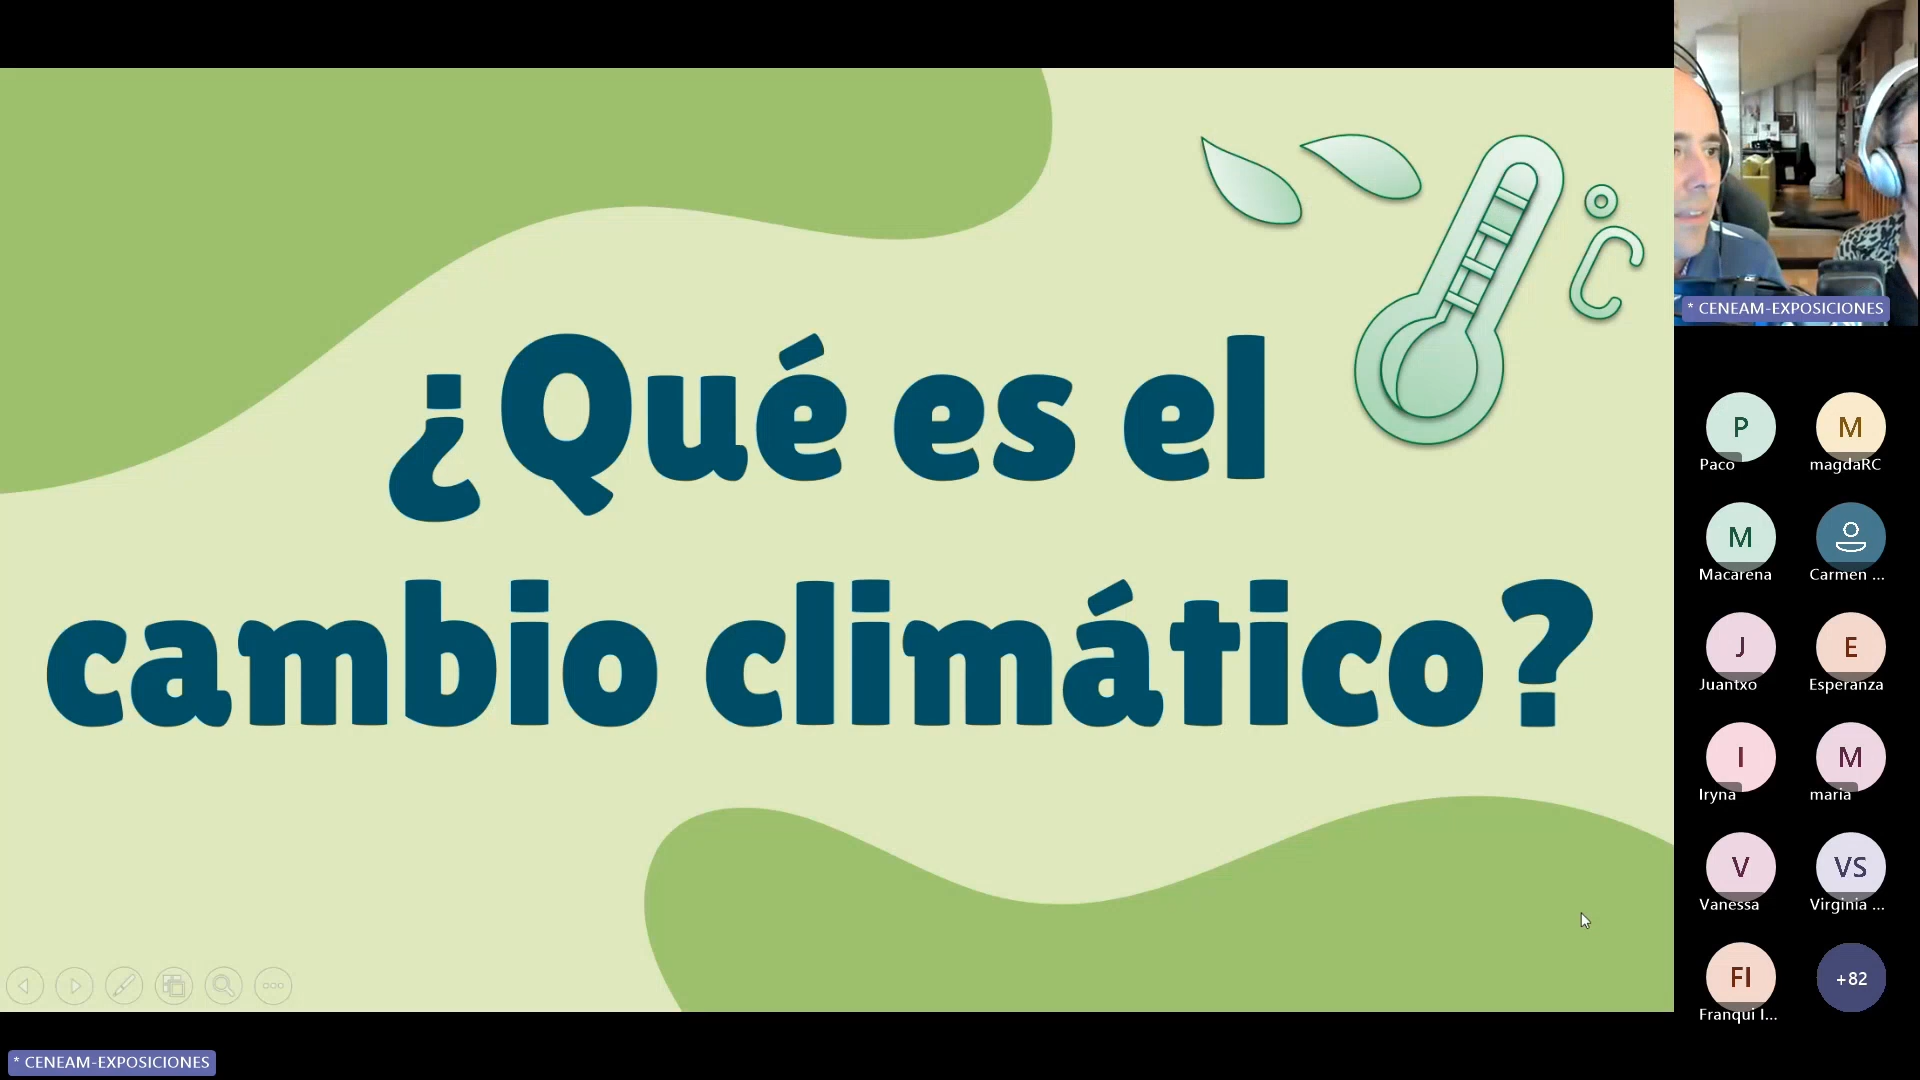 ¿Qué es el
cambio climático?
°C
* CENEAM-EXPOSICIONES
P
Paco
M
magdaRC
M
Macarena
Carmen ...
J
Juantxo
E
Esperanza
I
Iryna
M
maria
V
Vanessa
VS
Virginia ...
FI
Franqui I...
+82
* CENEAM-EXPOSICIONES